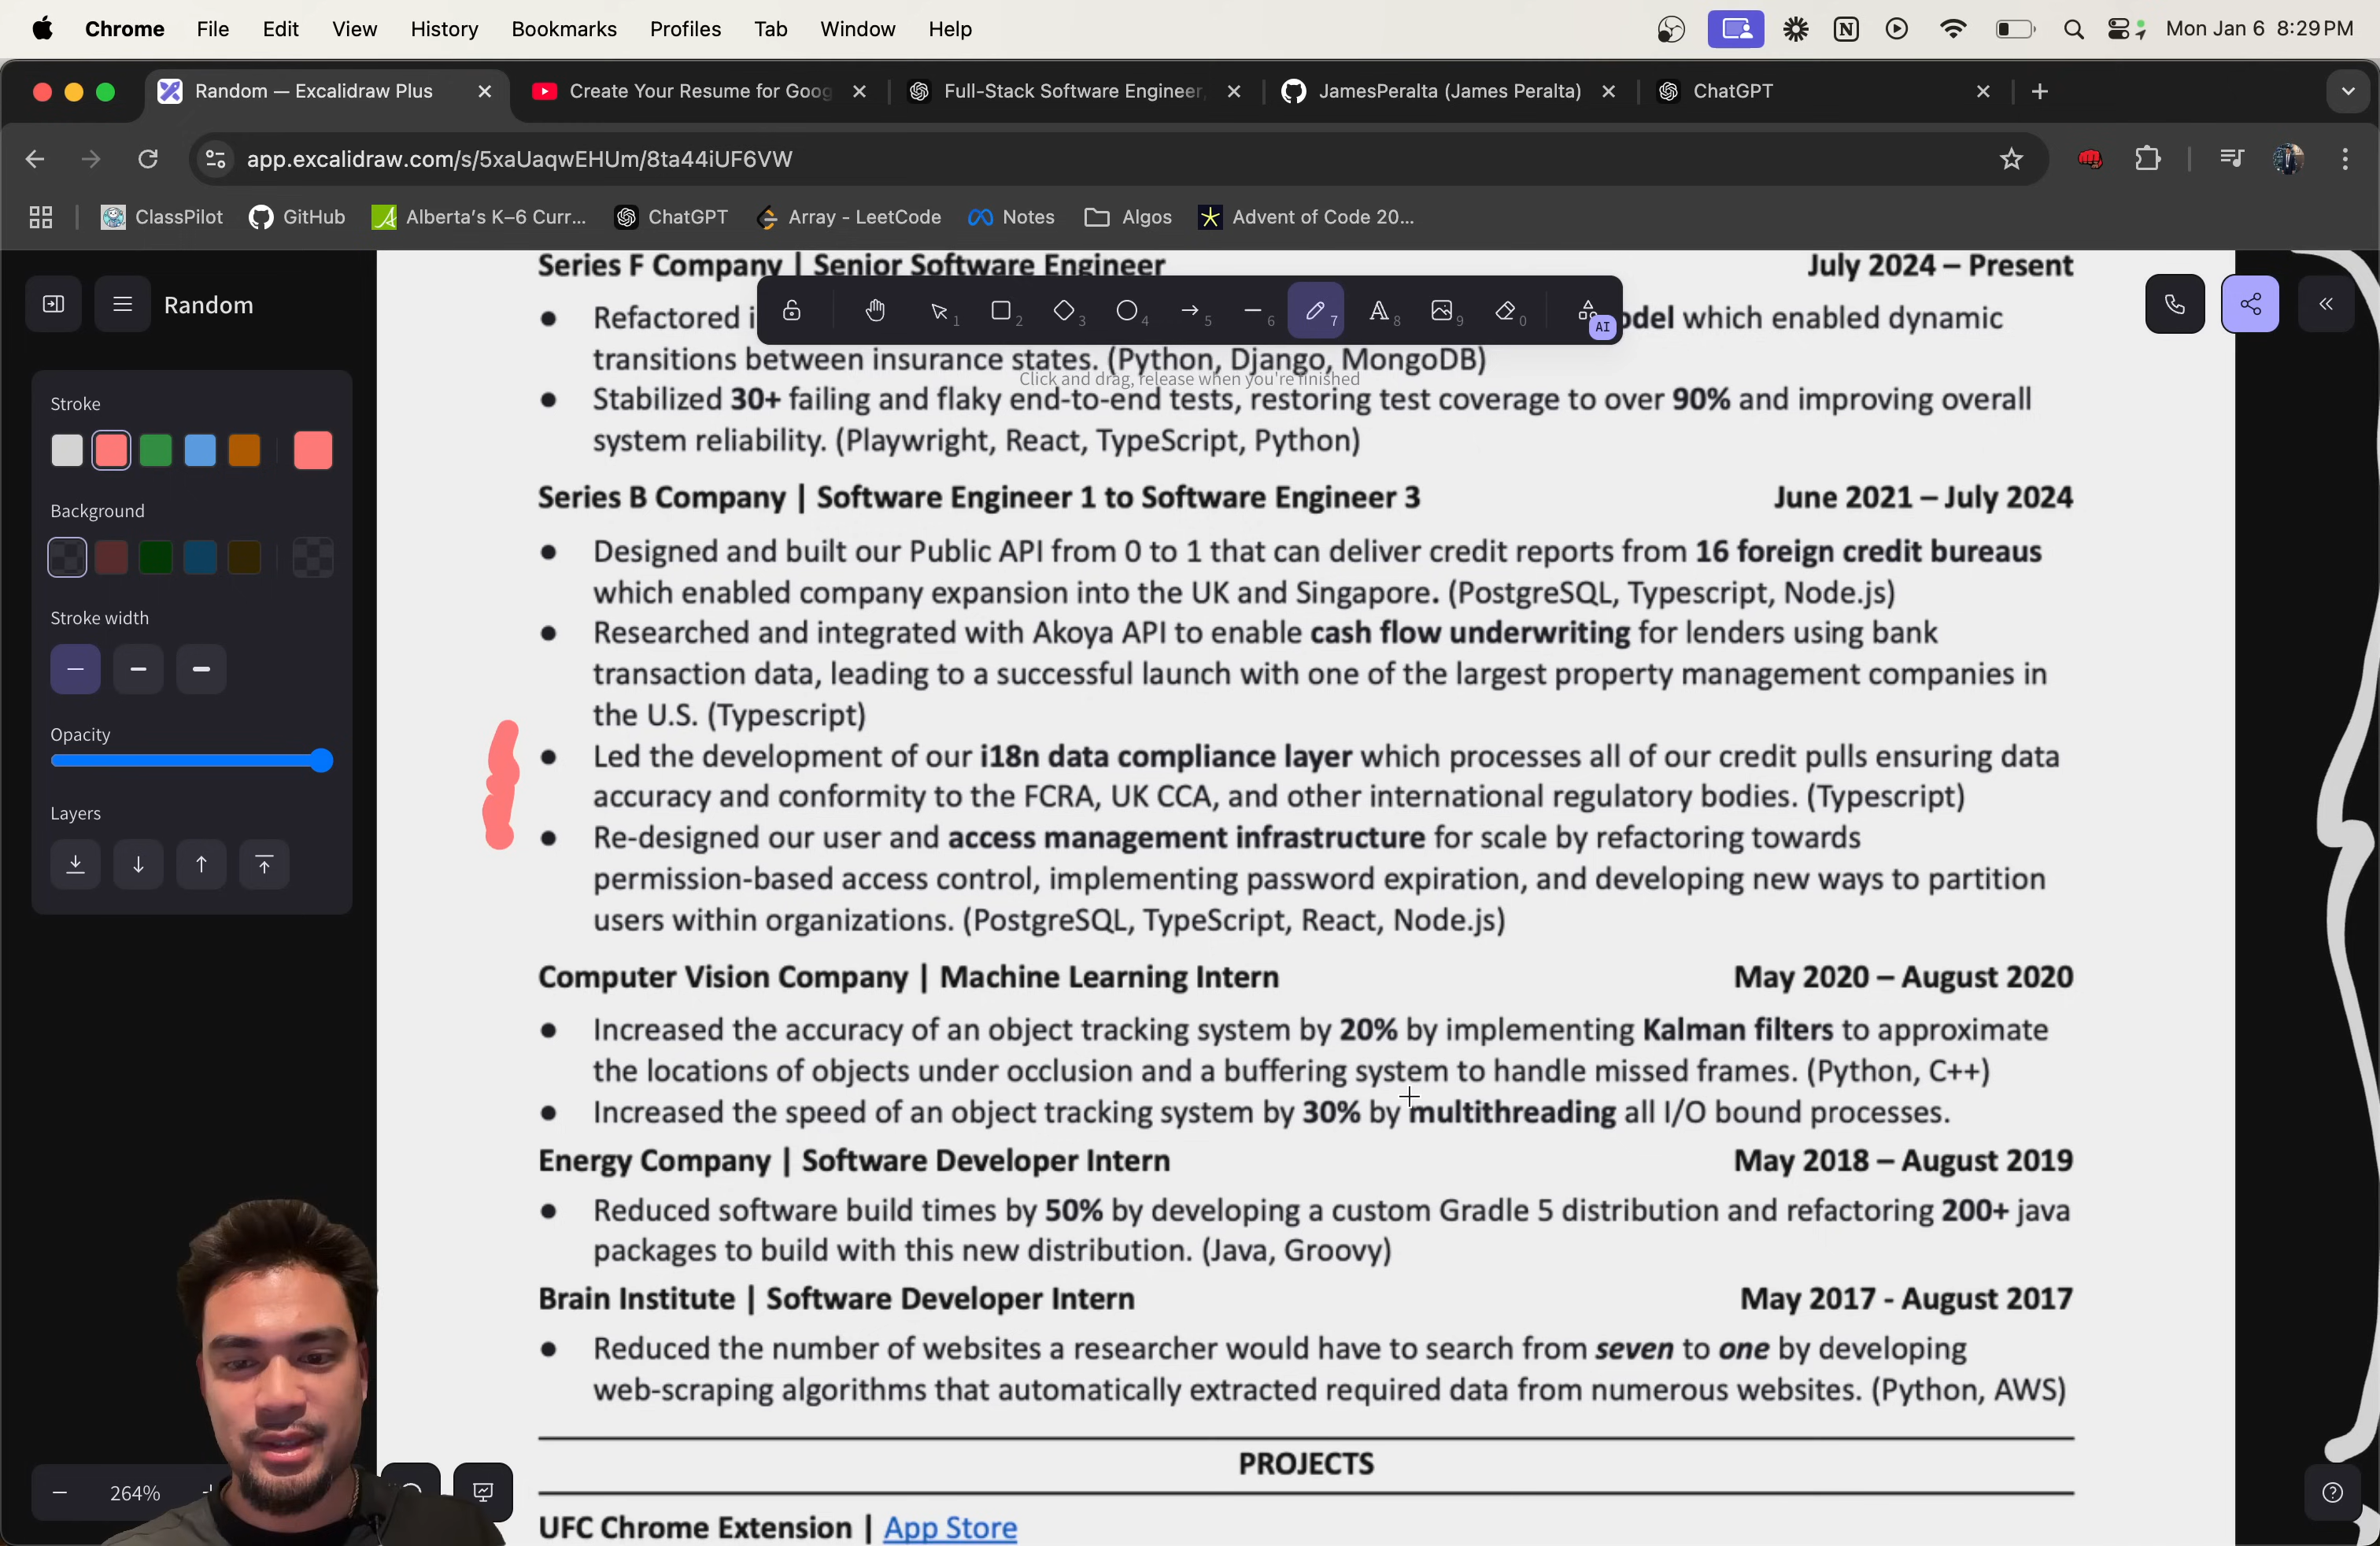 Chrome File Edit View History Bookmarks Profiles Tab Window Help Mon Jan 6 8:29 PM
Random — Excalidraw Plus Create Your Resume for Goog Full-Stack Software Engineer, JamesPeralta (James Peralta) ChatGPT
app.excalidraw.com/s/5xaUaqwEHUm/8ta44iUF6VW
ClassPilot GitHub Alberta's K–6 Curr... ChatGPT Array - LeetCode Notes Algos Advent of Code 20...
Series F Company | Senior Software Engineer July 2024 – Present
Random
1 2 3 4 5 6 7 8 9 0 AI
Refactored i odel which enabled dynamic
transitions between insurance states. (Python, Django, MongoDB)
Click and drag, release when you're finished
Stroke
● Stabilized 30+ failing and flaky end-to-end tests, restoring test coverage to over 90% and improving overall
system reliability. (Playwright, React, TypeScript, Python)
Series B Company | Software Engineer 1 to Software Engineer 3 June 2021 – July 2024
Background
● Designed and built our Public API from 0 to 1 that can deliver credit reports from 16 foreign credit bureaus
which enabled company expansion into the UK and Singapore. (PostgreSQL, Typescript, Node.js)
Stroke width
● Researched and integrated with Akoya API to enable cash flow underwriting for lenders using bank
transaction data, leading to a successful launch with one of the largest property management companies in
the U.S. (Typescript)
Opacity
● Led the development of our i18n data compliance layer which processes all of our credit pulls ensuring data
accuracy and conformity to the FCRA, UK CCA, and other international regulatory bodies. (Typescript)
Layers
● Re-designed our user and access management infrastructure for scale by refactoring towards
permission-based access control, implementing password expiration, and developing new ways to partition
users within organizations. (PostgreSQL, TypeScript, React, Node.js)
Computer Vision Company | Machine Learning Intern May 2020 – August 2020
● Increased the accuracy of an object tracking system by 20% by implementing Kalman filters to approximate
the locations of objects under occlusion and a buffering system to handle missed frames. (Python, C++)
● Increased the speed of an object tracking system by 30% by multithreading all I/O bound processes.
Energy Company | Software Developer Intern May 2018 – August 2019
● Reduced software build times by 50% by developing a custom Gradle 5 distribution and refactoring 200+ java
packages to build with this new distribution. (Java, Groovy)
Brain Institute | Software Developer Intern May 2017 - August 2017
● Reduced the number of websites a researcher would have to search from seven to one by developing
web-scraping algorithms that automatically extracted required data from numerous websites. (Python, AWS)
PROJECTS
264%
UFC Chrome Extension | App Store